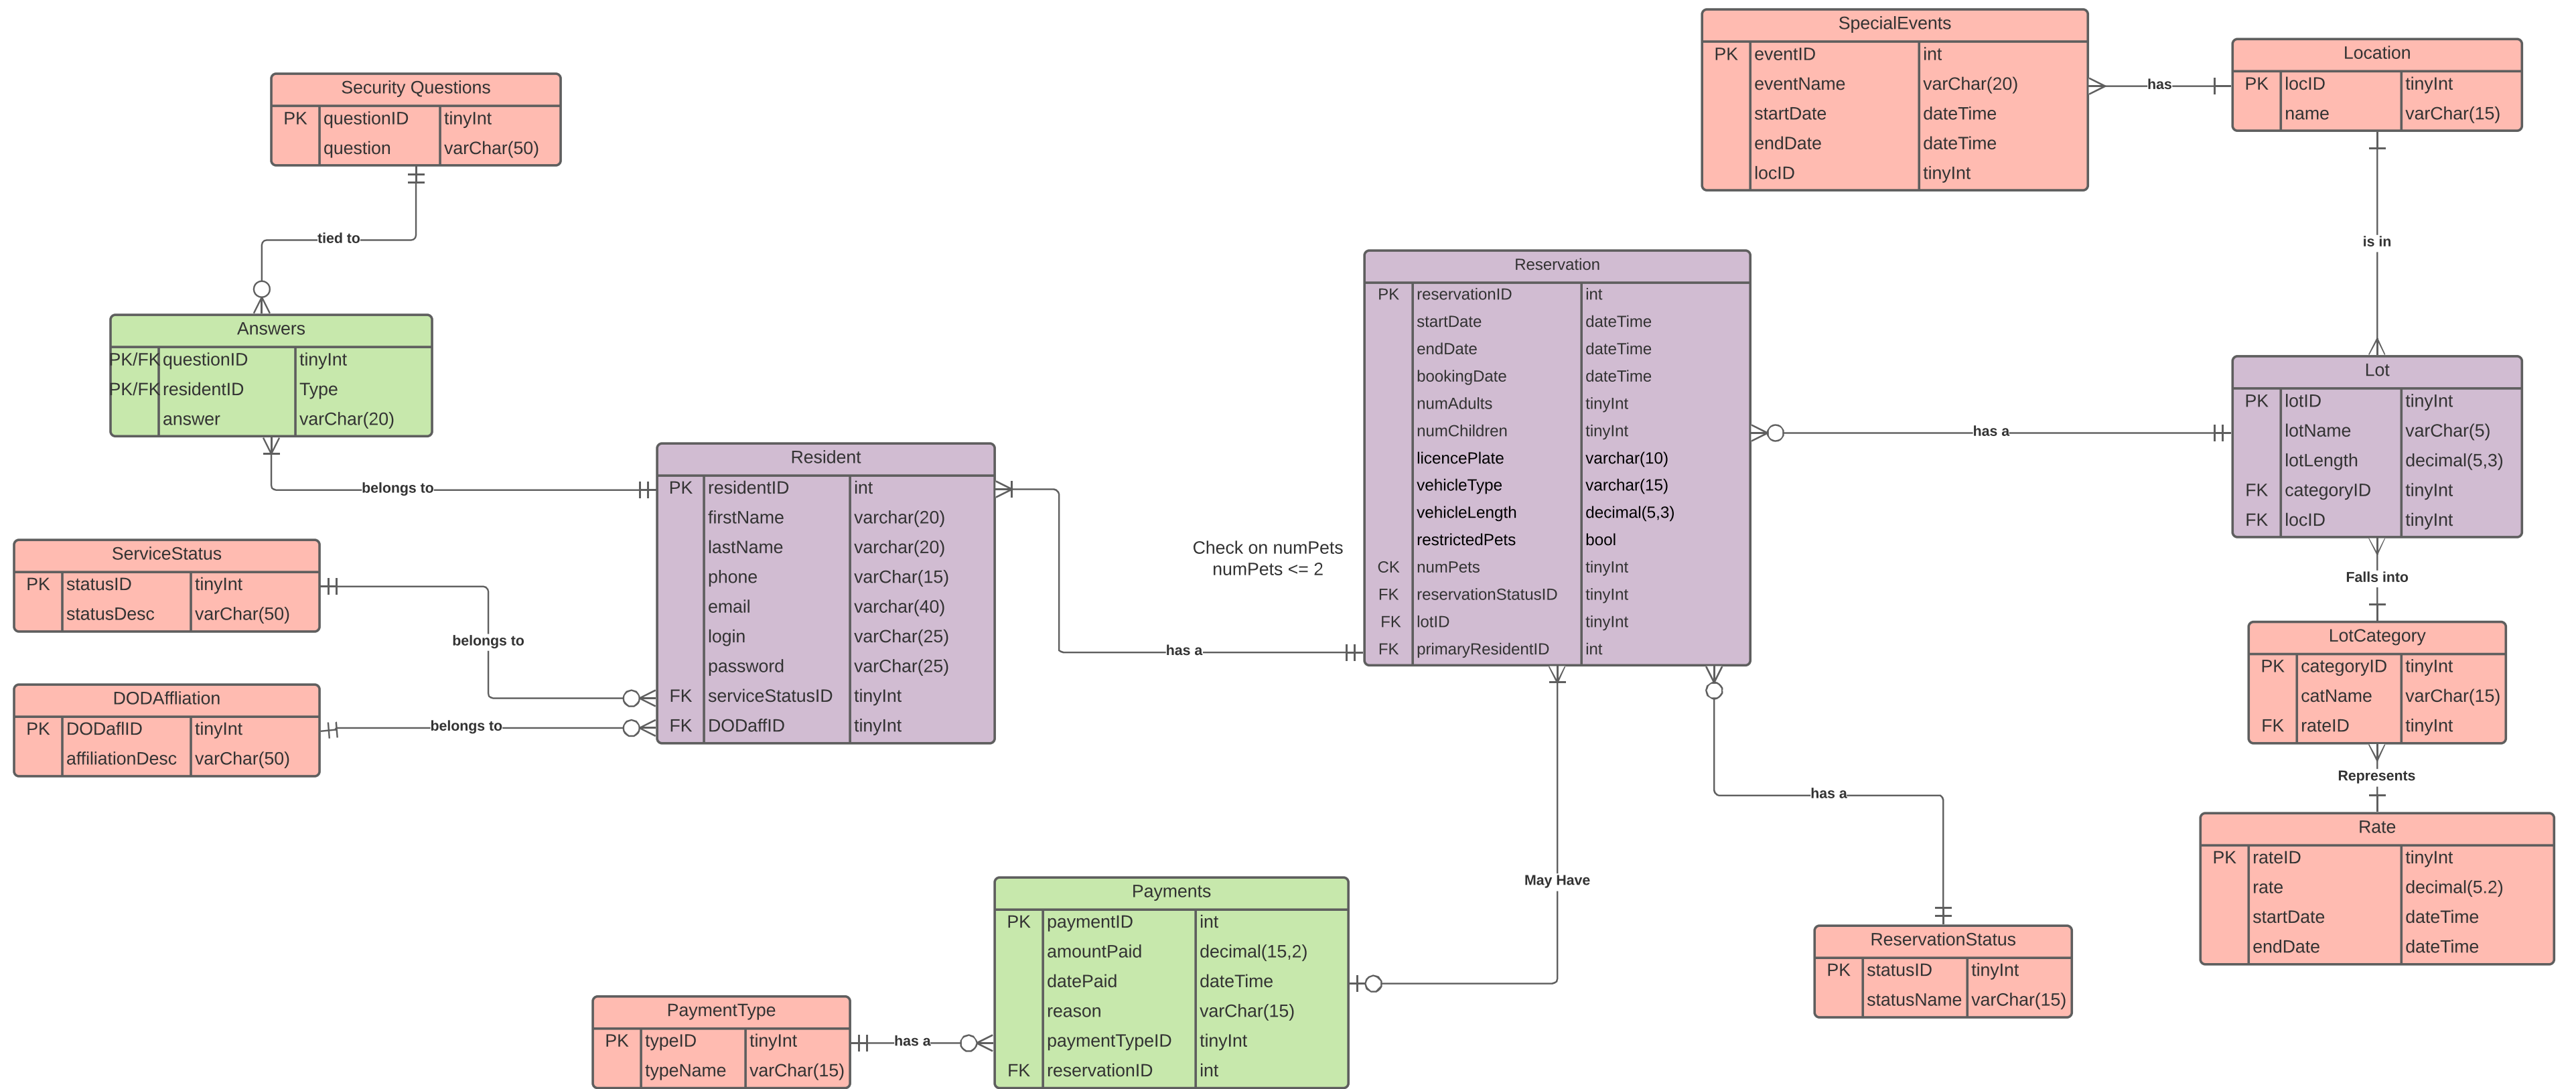 SpecialEvents
PK eventID int
eventName varChar(20)
startDate dateTime
endDate dateTime
locID tinyInt
has
Location
PK locID tinyInt
name varChar(15)
Security Questions
PK questionID tinyInt
question varChar(50)
tied to
is in
Answers
PK/FK questionID tinyInt
PK/FK residentID Type
answer varChar(20)
belongs to
Reservation
PK reservationID int
startDate dateTime
endDate dateTime
bookingDate dateTime
numAdults tinyInt
numChildren tinyInt
licencePlate varchar(10)
vehicleType varchar(15)
vehicleLength decimal(5,3)
restrictedPets bool
CK numPets tinyInt
FK reservationStatusID tinyInt
FK lotID tinyInt
FK primaryResidentID int
has a
Lot
PK lotID tinyInt
lotName varChar(5)
lotLength decimal(5,3)
FK categoryID tinyInt
FK locID tinyInt
Resident
PK residentID int
firstName varchar(20)
lastName varchar(20)
phone varChar(15)
email varchar(40)
login varChar(25)
password varChar(25)
FK serviceStatusID tinyInt
FK DODaffID tinyInt
Check on numPets
numPets <= 2
has a
ServiceStatus
PK statusID tinyInt
statusDesc varChar(50)
belongs to
DODAffliation
PK DODaflID tinyInt
affiliationDesc varChar(50)
belongs to
Falls into
LotCategory
PK categoryID tinyInt
catName varChar(15)
FK rateID tinyInt
Represents
Rate
PK rateID tinyInt
rate decimal(5.2)
startDate dateTime
endDate dateTime
has a
May Have
Payments
PK paymentID int
amountPaid decimal(15,2)
datePaid dateTime
reason varChar(15)
paymentTypeID tinyInt
FK reservationID int
ReservationStatus
PK statusID tinyInt
statusName varChar(15)
PaymentType
PK typeID tinyInt
typeName varChar(15)
has a